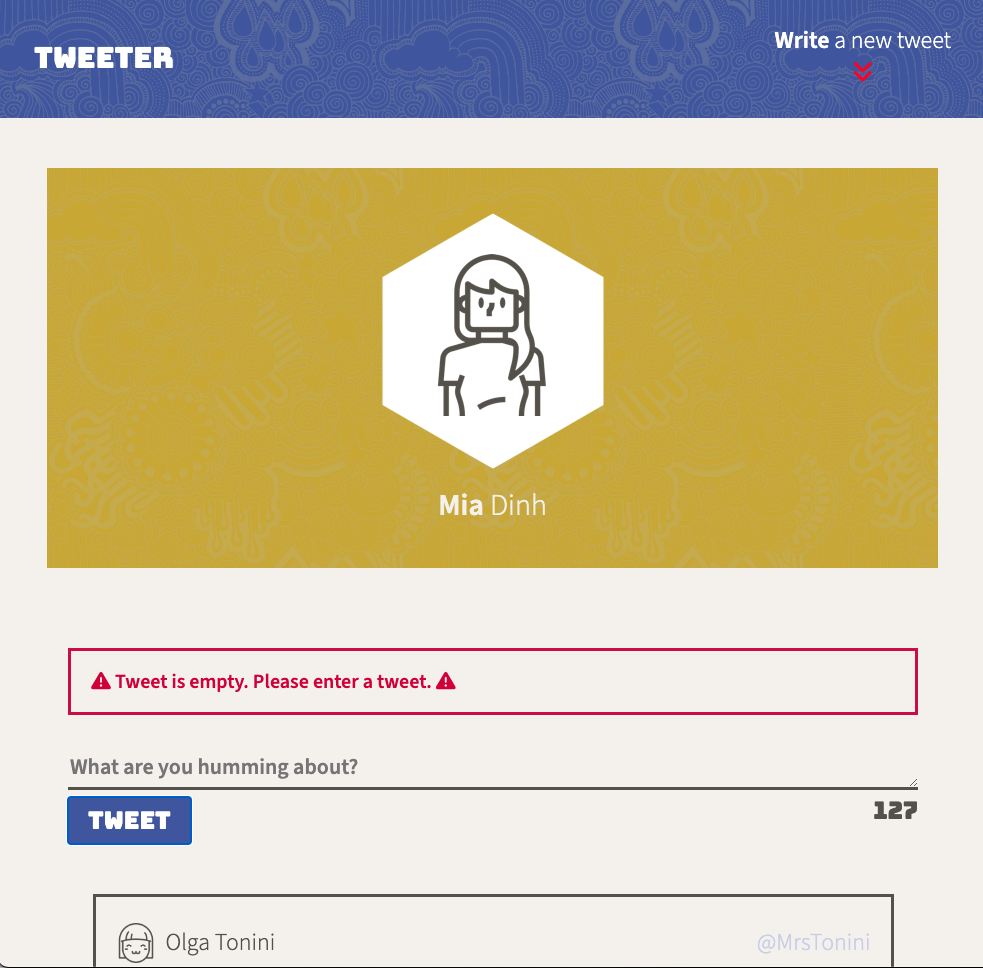 TWEETER
Write a new tweet
Mia Dinh
Tweet is empty. Please enter a tweet.
What are you humming about?
TWEET
127
Olga Tonini
@MrsTonini